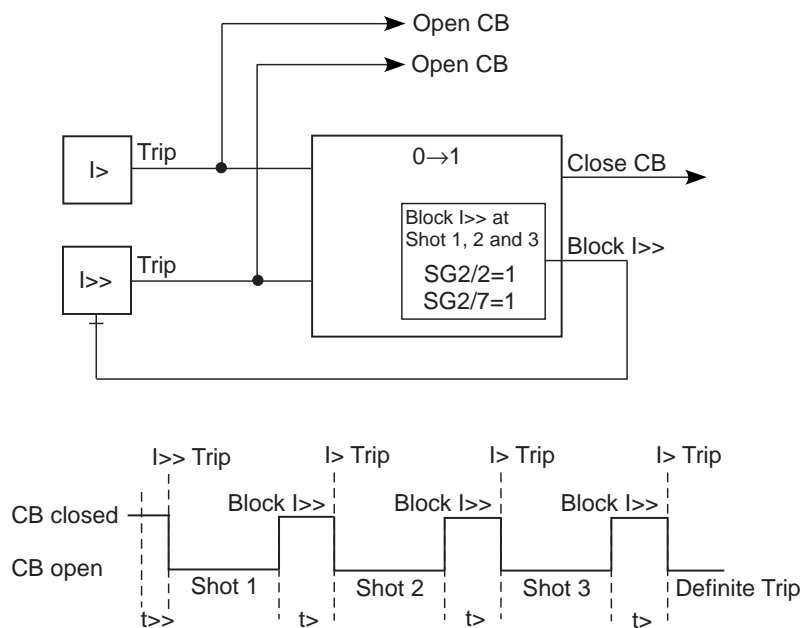 Open CB
Open CB
I>
Trip
0→1
Close CB
Block I>> at
Shot 1, 2 and 3
SG2/2=1
SG2/7=1
Block I>>
I>>
Trip
I>> Trip
I> Trip
I> Trip
I> Trip
CB closed
Block I>>
Block I>>
Block I>>
CB open
Shot 1
Shot 2
Shot 3
Definite Trip
t>>
t>
t>
t>